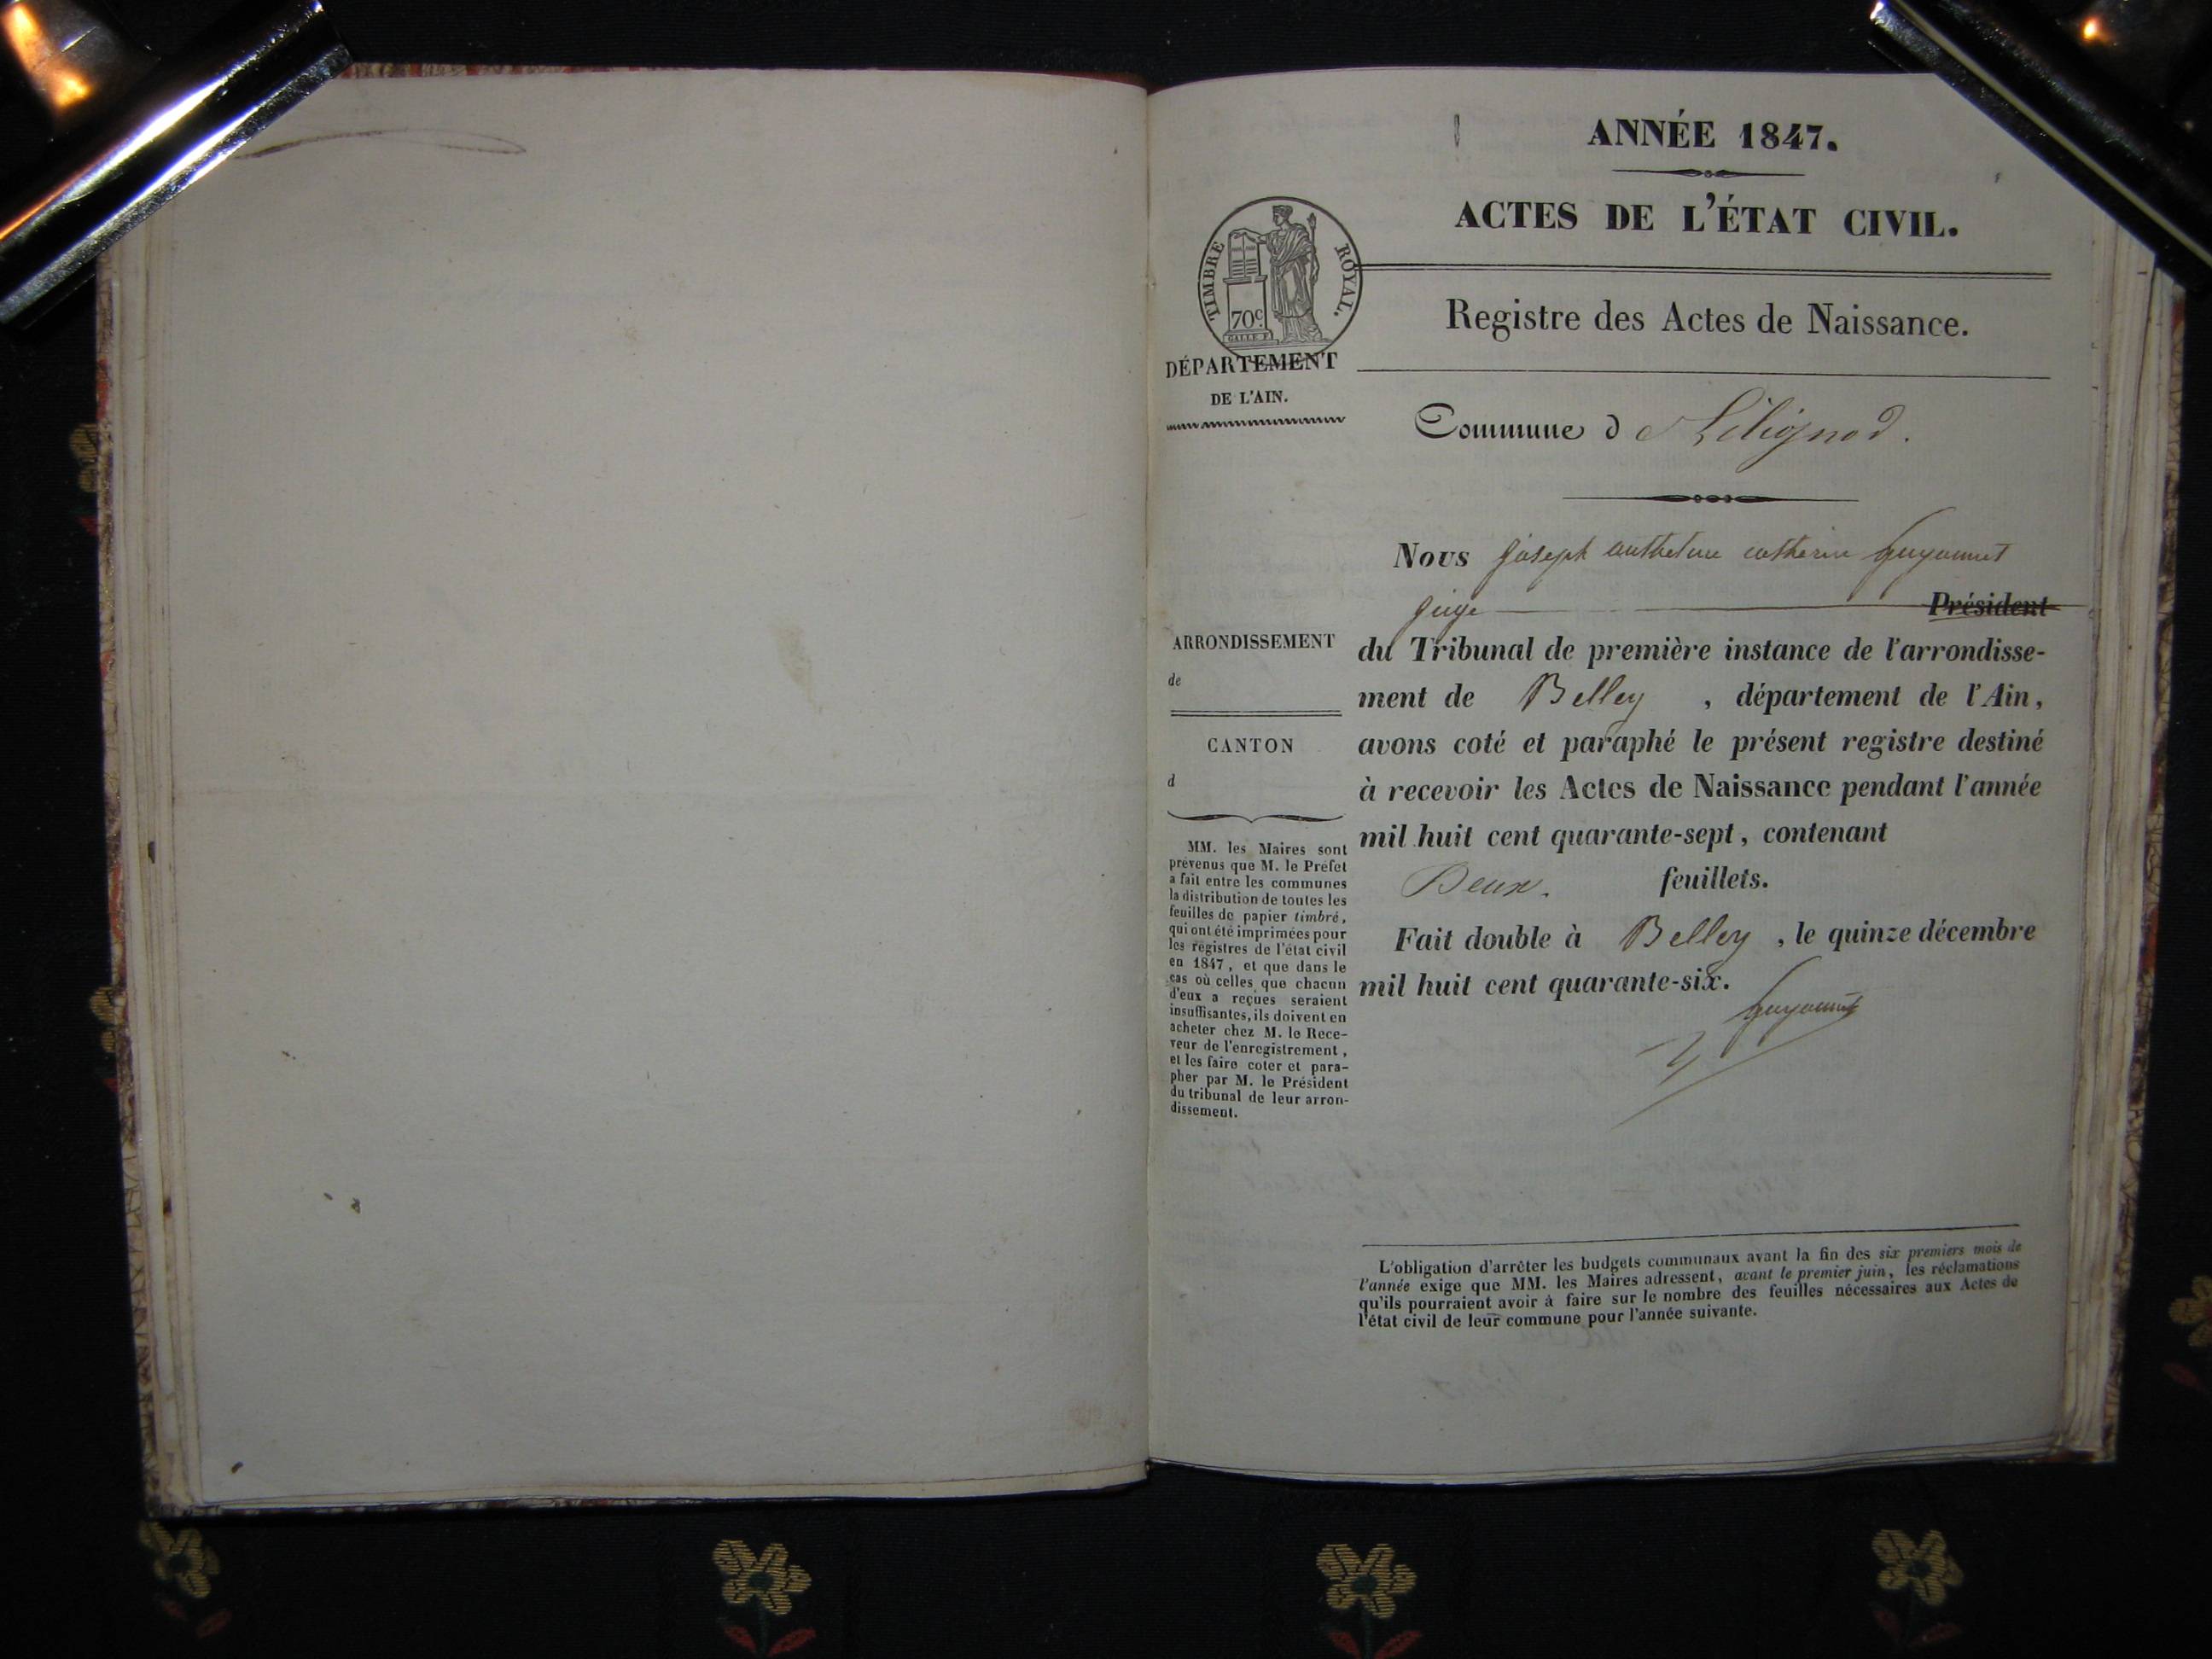 ANNÉE 1847.
ACTES DE L'ÉTAT CIVIL.
TIMBRE ROYAL.
70c
GALLE F.
Registre des Actes de Naissance.
DÉPARTEMENT
DE L'AIN.
Commune d e Lilignod.
Nous Joseph anthelme catherin Guyonnet
juge Président
du Tribunal de première instance de l'arrondisse-
ment de Belley , département de l'Ain,
avons coté et paraphé le présent registre destiné
à recevoir les Actes de Naissance pendant l'année
mil huit cent quarante-sept, contenant
Deux. feuillets.
Fait double à Belley , le quinze décembre
mil huit cent quarante-six.
Guyonnet
ARRONDISSEMENT
de
CANTON
d
MM. les Maires sont
prévenus que M. le Préfet
a fait entre les communes
la distribution de toutes les
feuilles de papier timbré,
qui ont été imprimées pour
les registres de l'état civil
en 1847, et que dans le
cas où celles que chacun
d'eux a reçues seraient
insuffisantes, ils doivent en
acheter chez M. le Rece-
veur de l'enregistrement,
et les faire coter et para-
pher par M. le Président
du tribunal de leur arron-
dissement.
L'obligation d'arrêter les budgets communaux avant la fin des six premiers mois de
l'année exige que MM. les Maires adressent, avant le premier juin, les réclamations
qu'ils pourraient avoir à faire sur le nombre des feuilles nécessaires aux Actes de
l'état civil de leur commune pour l'année suivante.